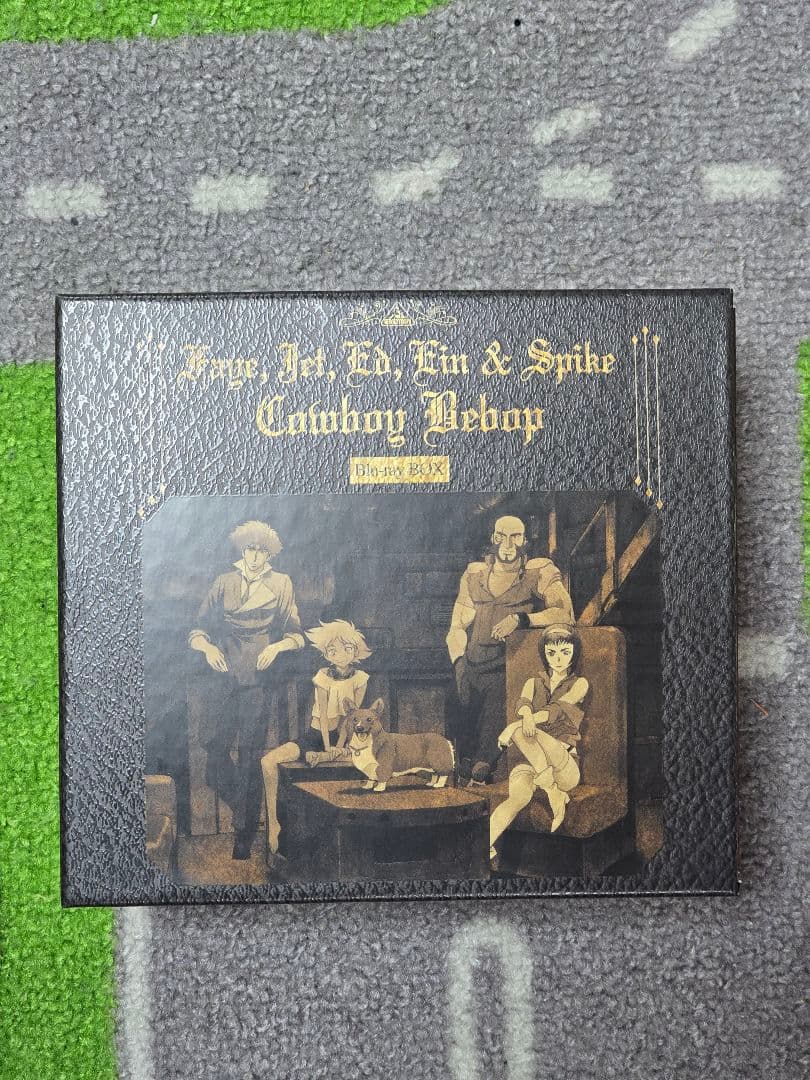 Faye, Jet, Ed, Ein & Spike
Cowboy Bebop
Blu-ray BOX